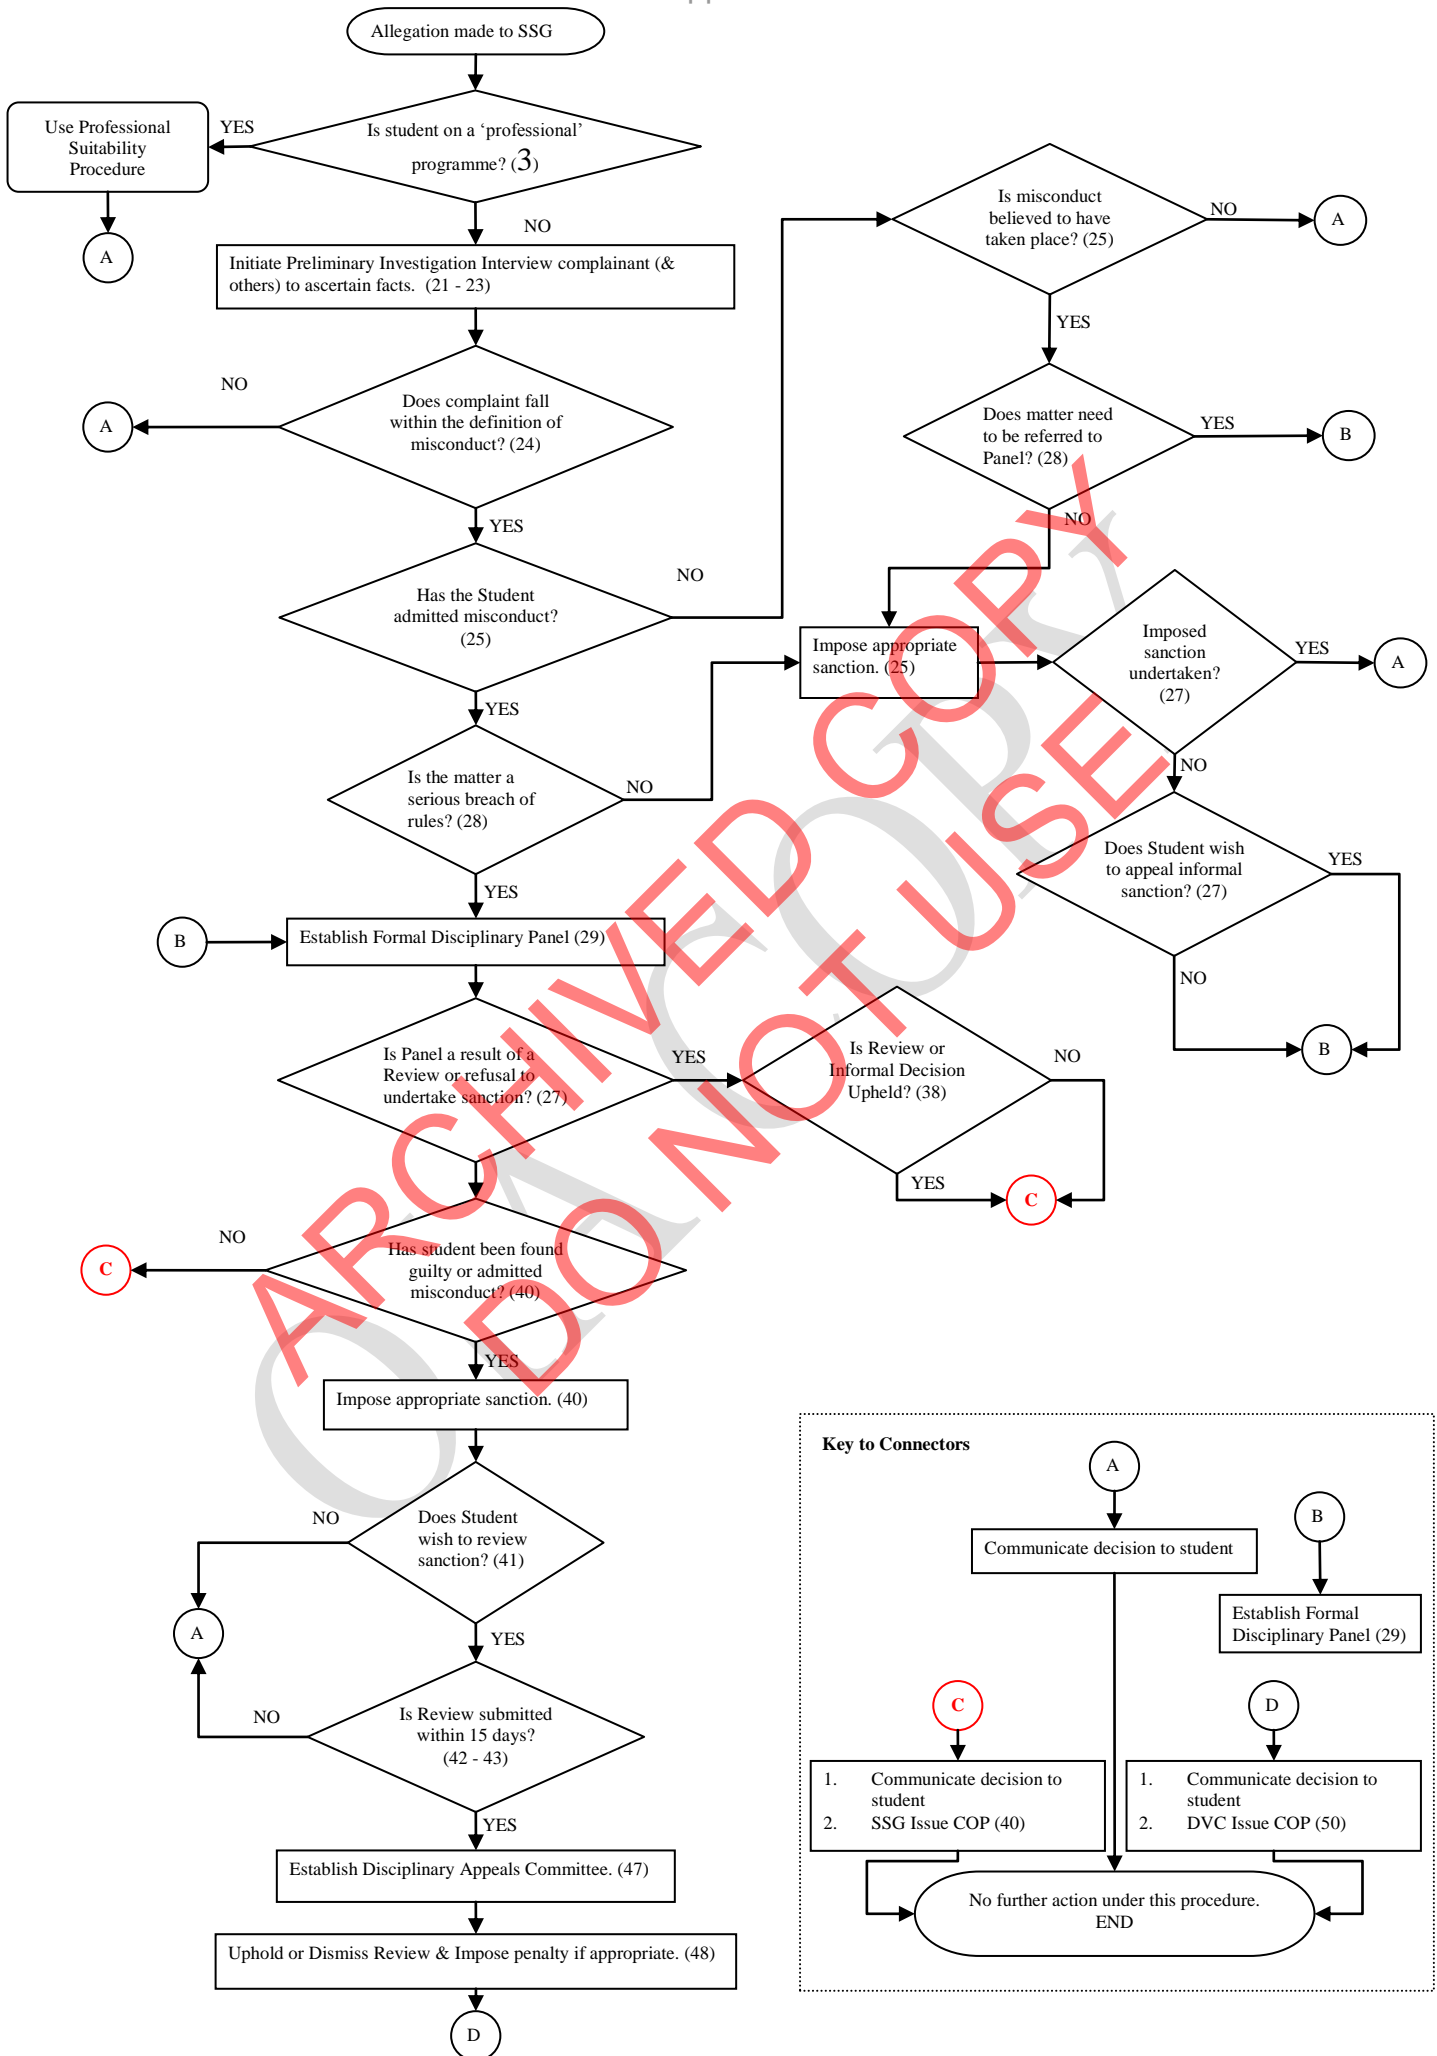 Allegation made to SSG
Is student on a ‘professional’
programme? (3)
YES
Use Professional
Suitability
Procedure
A
NO
Initiate Preliminary Investigation Interview complainant (&
others) to ascertain facts. (21 - 23)
Does complaint fall
within the definition of
misconduct? (24)
NO
A
YES
Has the Student
admitted misconduct?
(25)
NO
Is misconduct
believed to have
taken place? (25)
NO
A
YES
Does matter need
to be referred to
Panel? (28)
YES
B
NO
Impose appropriate
sanction. (25)
Imposed
sanction
undertaken?
(27)
YES
A
NO
Does Student wish
to appeal informal
sanction? (27)
YES
NO
B
YES
Is the matter a
serious breach of
rules? (28)
NO
YES
B
Establish Formal Disciplinary Panel (29)
Is Panel a result of a
Review or refusal to
undertake sanction? (27)
YES
Is Review or
Informal Decision
Upheld? (38)
NO
YES
C
Has student been found
guilty or admitted
misconduct? (40)
NO
C
YES
Impose appropriate sanction. (40)
Does Student
wish to review
sanction? (41)
NO
A
YES
Is Review submitted
within 15 days?
(42 - 43)
NO
YES
Establish Disciplinary Appeals Committee. (47)
Uphold or Dismiss Review & Impose penalty if appropriate. (48)
D
Key to Connectors
A
Communicate decision to student
B
Establish Formal
Disciplinary Panel (29)
C
1. Communicate decision to
student
2. SSG Issue COP (40)
D
1. Communicate decision to
student
2. DVC Issue COP (50)
No further action under this procedure.
END
ARCHIVED COPY
DO NOT USE